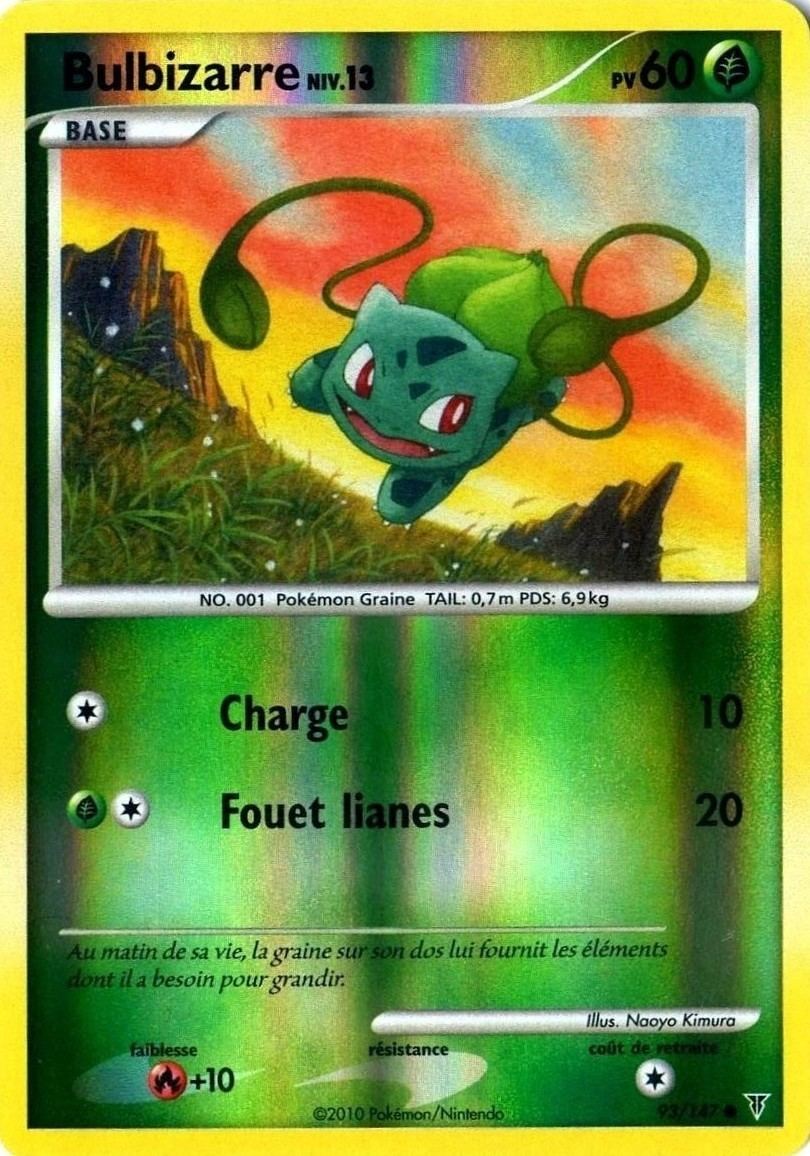 Bulbizarre NIV.13 PV 60
BASE
NO. 001 Pokémon Graine TAIL: 0,7 m PDS: 6,9 kg
Charge 10
Fouet lianes 20
Au matin de sa vie, la graine sur son dos lui fournit les éléments
dont il a besoin pour grandir.
Illus. Naoyo Kimura
faiblesse résistance coût de retraite
+10
©2010 Pokémon/Nintendo 93/147